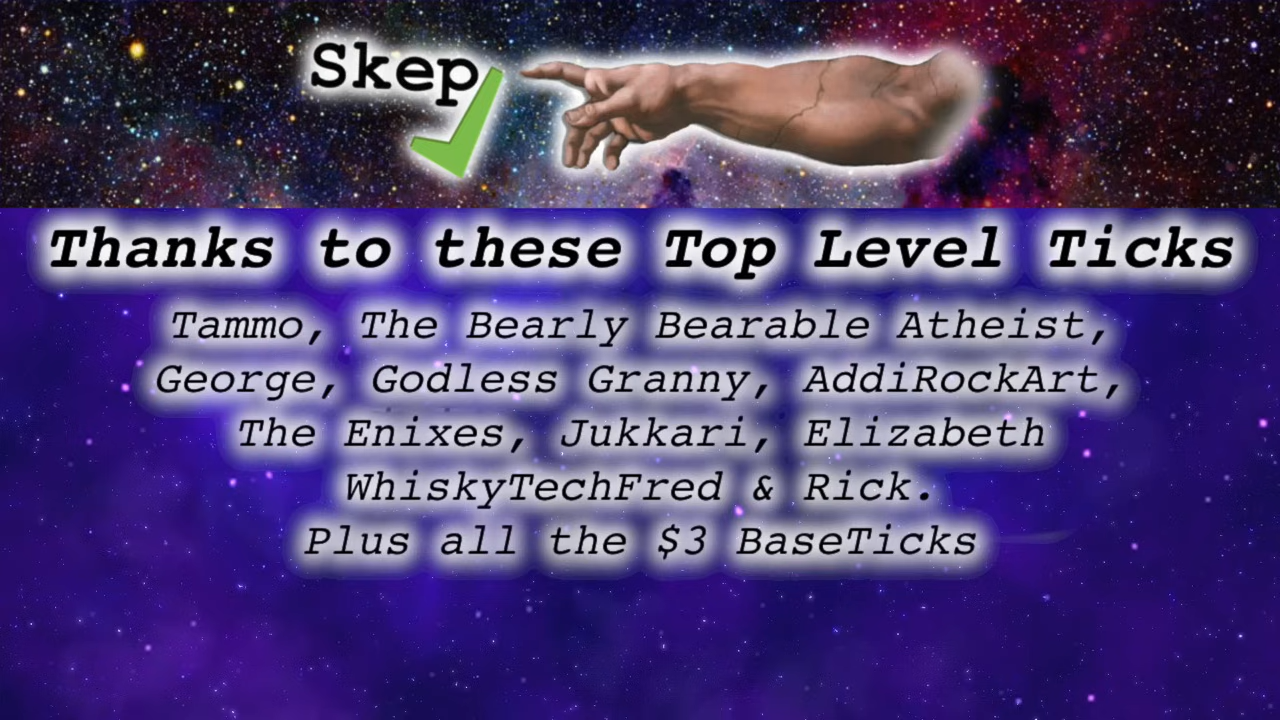 Skep
Thanks to these Top Level Ticks
Tammo, The Bearly Bearable Atheist,
George, Godless Granny, AddiRockArt,
The Enixes, Jukkari, Elizabeth
WhiskyTechFred & Rick.
Plus all the $3 BaseTicks